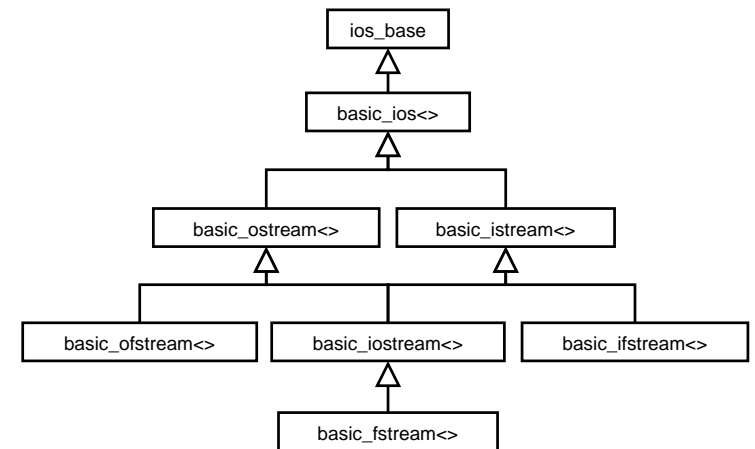 ios_base
basic_ios<>
basic_ostream<>
basic_istream<>
basic_ofstream<>
basic_iostream<>
basic_ifstream<>
basic_fstream<>